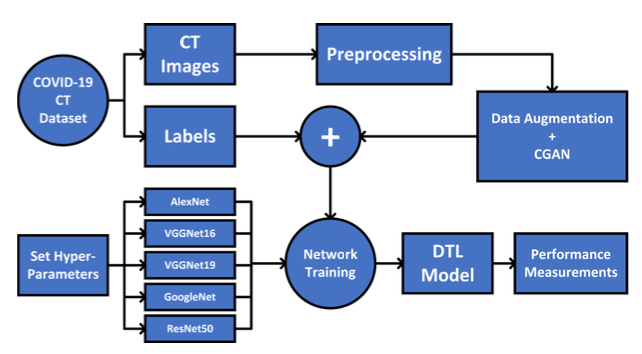 COVID-19
CT
Dataset
CT
Images
Preprocessing
Labels
+
Data Augmentation
+
CGAN
Set Hyper-
Parameters
AlexNet
VGGNet16
VGGNet19
GoogleNet
ResNet50
Network
Training
DTL
Model
Performance
Measurements